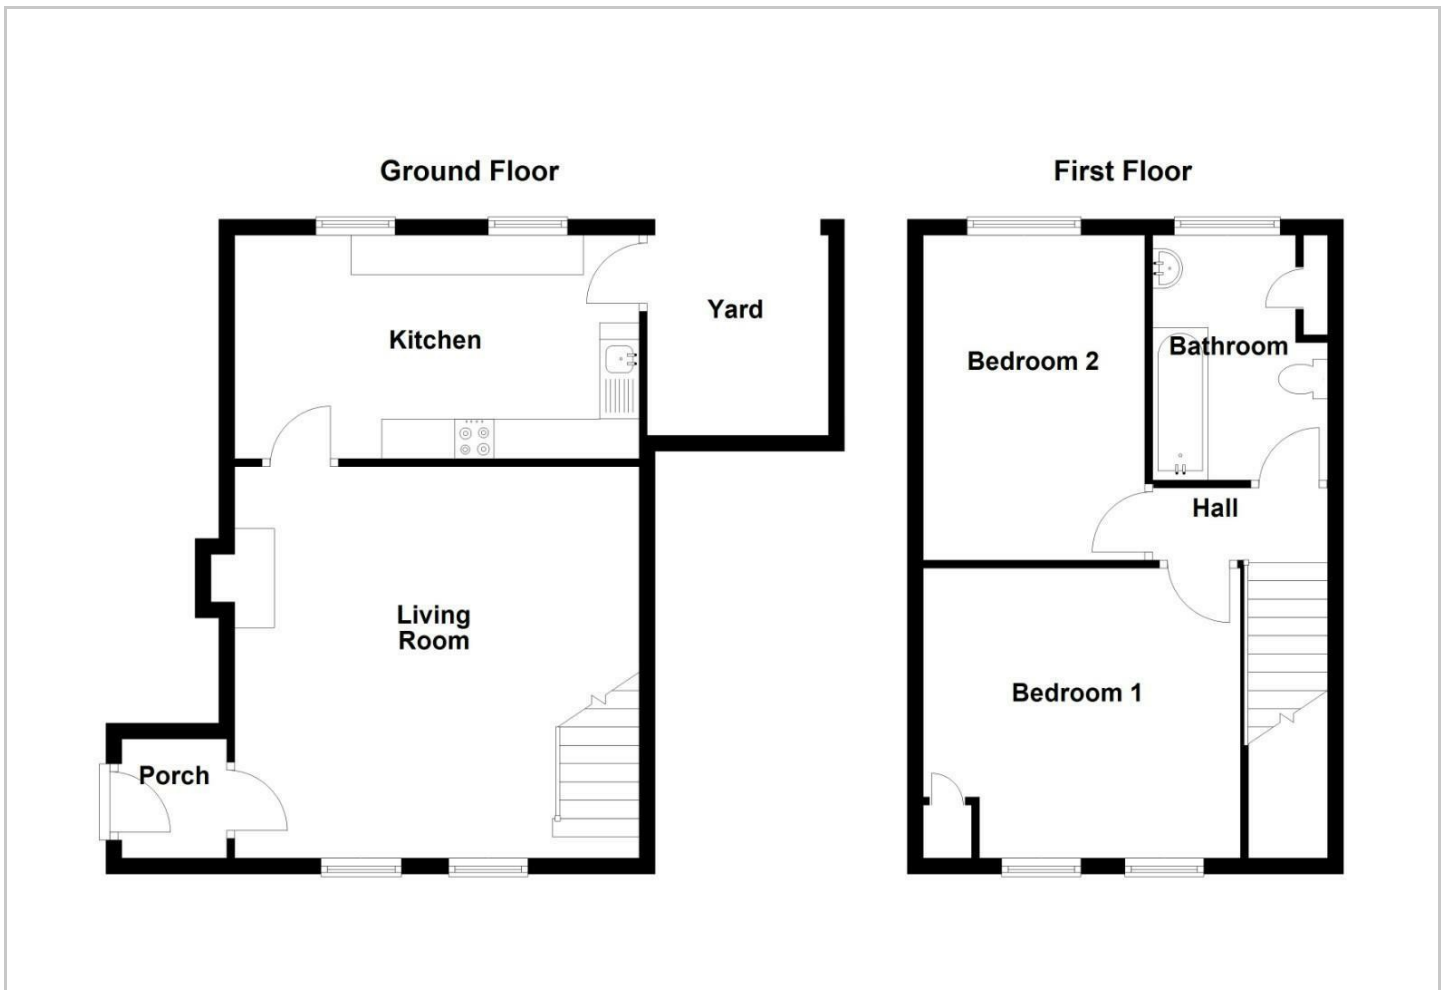 Ground Floor
Kitchen
Yard
Living
Room
Porch
First Floor
Bedroom 2
Bathroom
Hall
Bedroom 1